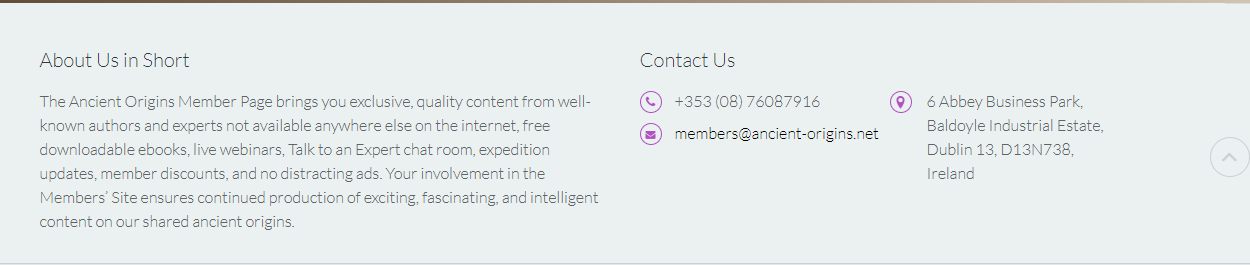 About Us in Short
The Ancient Origins Member Page brings you exclusive, quality content from well-
known authors and experts not available anywhere else on the internet, free
downloadable ebooks, live webinars, Talk to an Expert chat room, expedition
updates, member discounts, and no distracting ads. Your involvement in the
Members’ Site ensures continued production of exciting, fascinating, and intelligent
content on our shared ancient origins.
Contact Us
+353 (08) 76087916
members@ancient-origins.net
6 Abbey Business Park,
Baldoyle Industrial Estate,
Dublin 13, D13N738,
Ireland